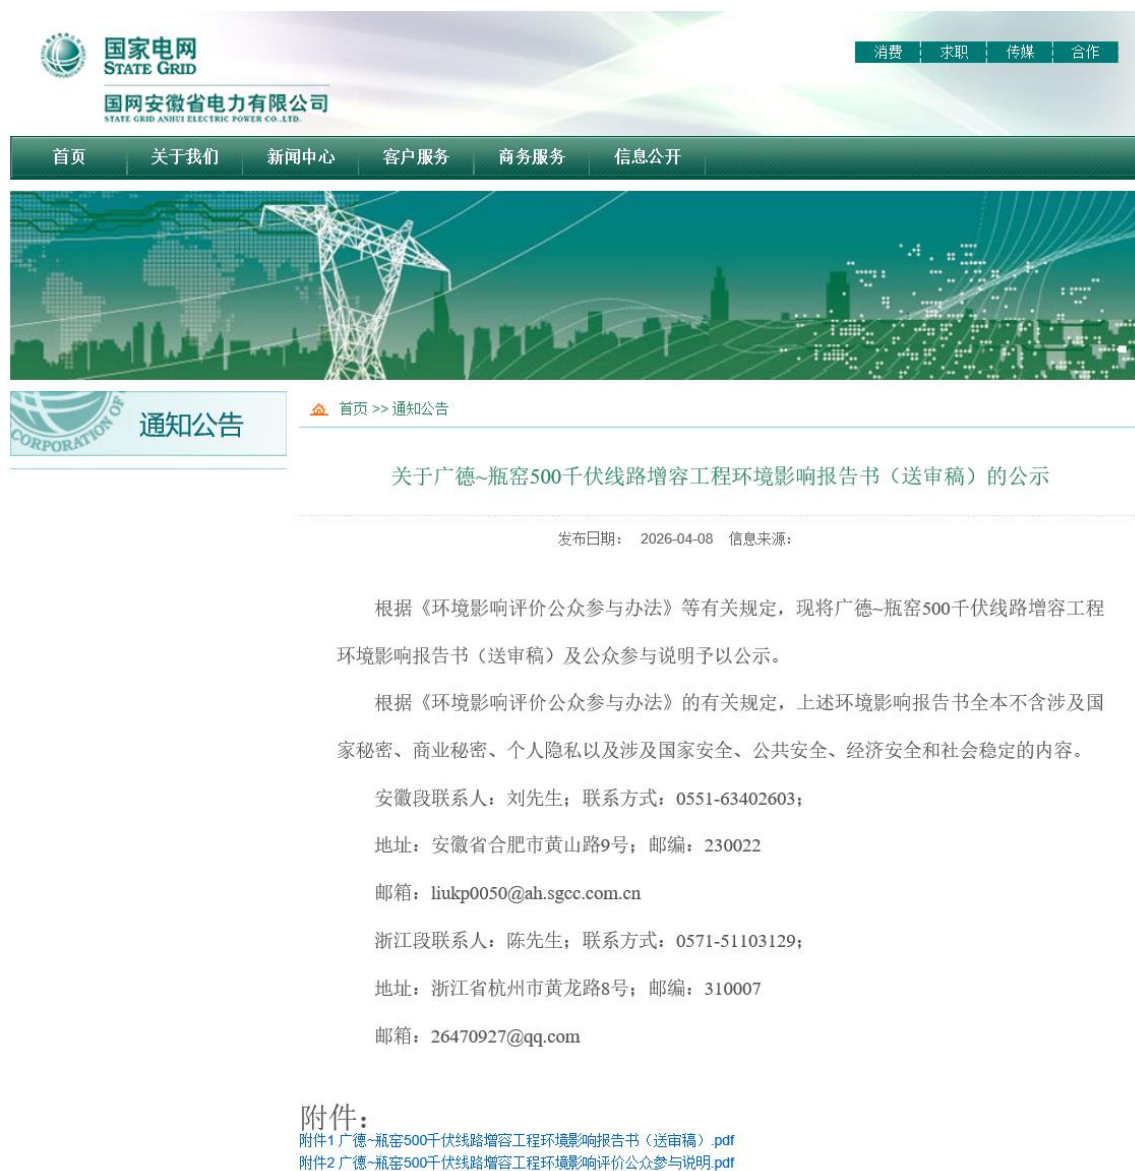 国家电网
STATE GRID
国网安徽省电力有限公司
STATE GRID ANHUI ELECTRIC POWER CO.,LTD.
消费 求职 传媒 合作
首页 关于我们 新闻中心 客户服务 商务服务 信息公开
CORPORATION OF
通知公告
首页 >> 通知公告
关于广德~瓶窑500千伏线路增容工程环境影响报告书（送审稿）的公示
发布日期： 2026-04-08 信息来源：
根据《环境影响评价公众参与办法》等有关规定，现将广德~瓶窑500千伏线路增容工程
环境影响报告书（送审稿）及公众参与说明予以公示。
根据《环境影响评价公众参与办法》的有关规定，上述环境影响报告书全本不含涉及国
家秘密、商业秘密、个人隐私以及涉及国家安全、公共安全、经济安全和社会稳定的内容。
安徽段联系人：刘先生；联系方式：0551-63402603；
地址：安徽省合肥市黄山路9号；邮编：230022
邮箱：liukp0050@ah.sgcc.com.cn
浙江段联系人：陈先生；联系方式：0571-51103129；
地址：浙江省杭州市黄龙路8号；邮编：310007
邮箱：26470927@qq.com
附件：
附件1 广德~瓶窑500千伏线路增容工程环境影响报告书（送审稿）.pdf
附件2 广德~瓶窑500千伏线路增容工程环境影响评价公众参与说明.pdf